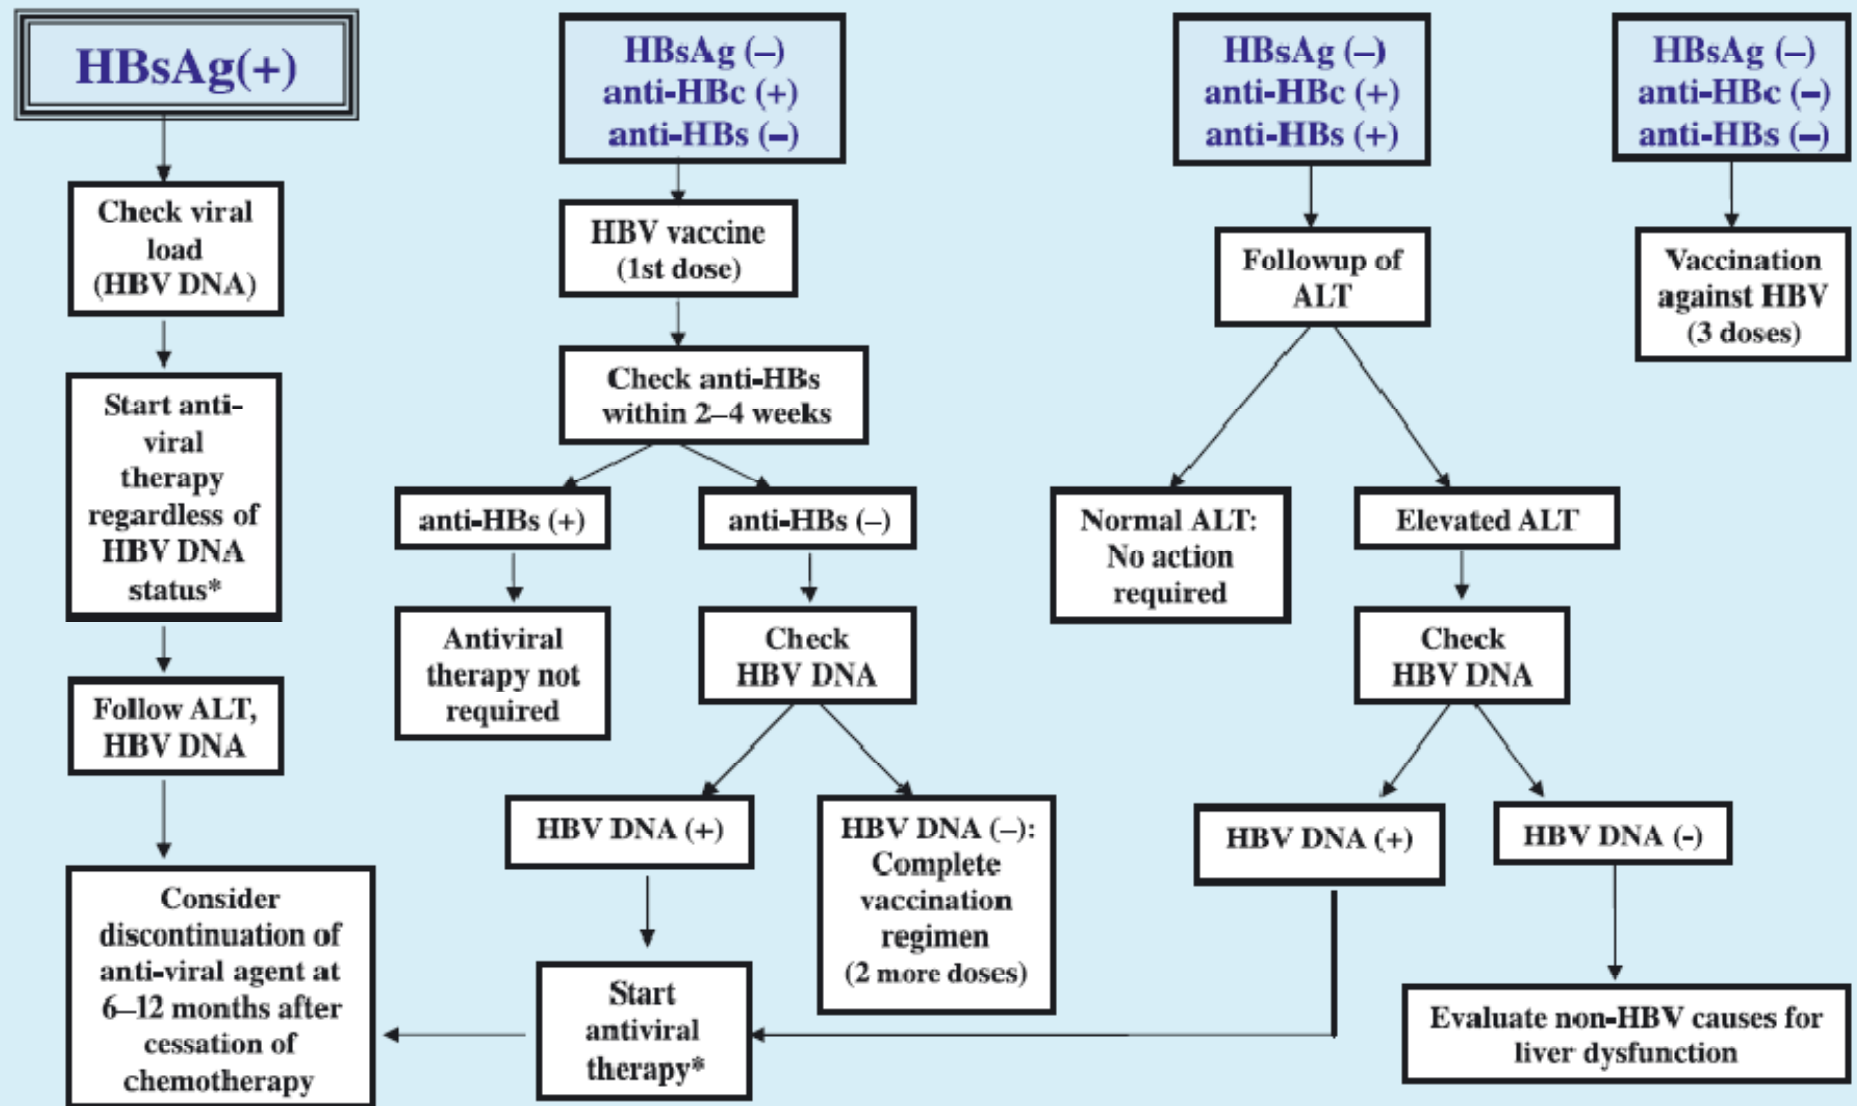 HBsAg(+)
Check viral
load
(HBV DNA)
Start anti-
viral
therapy
regardless of
HBV DNA
status*
Follow ALT,
HBV DNA
Consider
discontinuation of
anti-viral agent at
6–12 months after
cessation of
chemotherapy
HBsAg (–)
anti-HBc (+)
anti-HBs (–)
HBV vaccine
(1st dose)
Check anti-HBs
within 2–4 weeks
anti-HBs (+)
Antiviral
therapy not
required
anti-HBs (–)
Check
HBV DNA
HBV DNA (+)
Start
antiviral
therapy*
HBV DNA (–):
Complete
vaccination
regimen
(2 more doses)
HBsAg (–)
anti-HBc (+)
anti-HBs (+)
Followup of
ALT
Normal ALT:
No action
required
Elevated ALT
Check
HBV DNA
HBV DNA (+)
HBV DNA (-)
Evaluate non-HBV causes for
liver dysfunction
HBsAg (–)
anti-HBc (–)
anti-HBs (–)
Vaccination
against HBV
(3 doses)